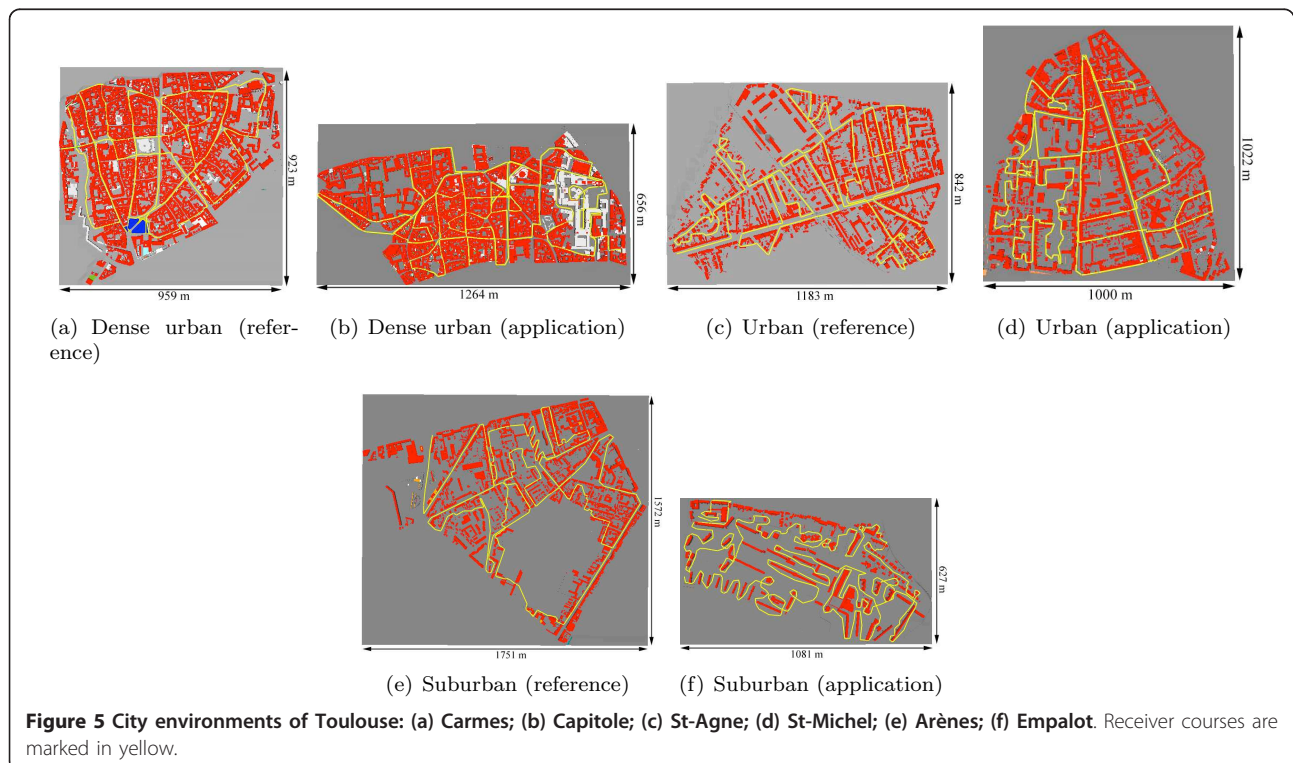 923 m
959 m
(a) Dense urban (refer-
ence)
656 m
1264 m
(b) Dense urban (application)
842 m
1183 m
(c) Urban (reference)
1022 m
1000 m
(d) Urban (application)
1572 m
1751 m
(e) Suburban (reference)
627 m
1081 m
(f) Suburban (application)
Figure 5 City environments of Toulouse: (a) Carmes; (b) Capitole; (c) St-Agne; (d) St-Michel; (e) Arènes; (f) Empalot. Receiver courses are
marked in yellow.